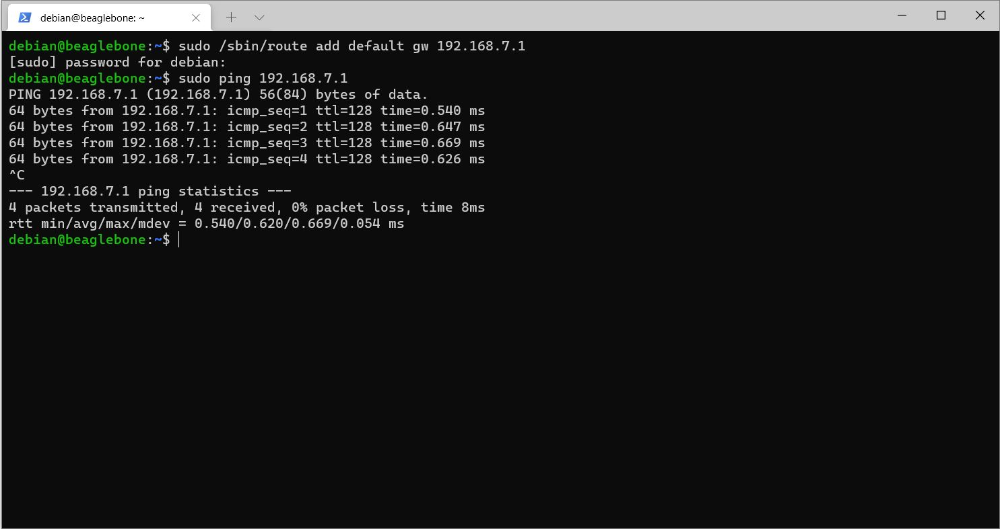 debian@beaglebone: ~
debian@beaglebone:~$ sudo /sbin/route add default gw 192.168.7.1
[sudo] password for debian:
debian@beaglebone:~$ sudo ping 192.168.7.1
PING 192.168.7.1 (192.168.7.1) 56(84) bytes of data.
64 bytes from 192.168.7.1: icmp_seq=1 ttl=128 time=0.540 ms
64 bytes from 192.168.7.1: icmp_seq=2 ttl=128 time=0.647 ms
64 bytes from 192.168.7.1: icmp_seq=3 ttl=128 time=0.669 ms
64 bytes from 192.168.7.1: icmp_seq=4 ttl=128 time=0.626 ms
^C
--- 192.168.7.1 ping statistics ---
4 packets transmitted, 4 received, 0% packet loss, time 8ms
rtt min/avg/max/mdev = 0.540/0.620/0.669/0.054 ms
debian@beaglebone:~$